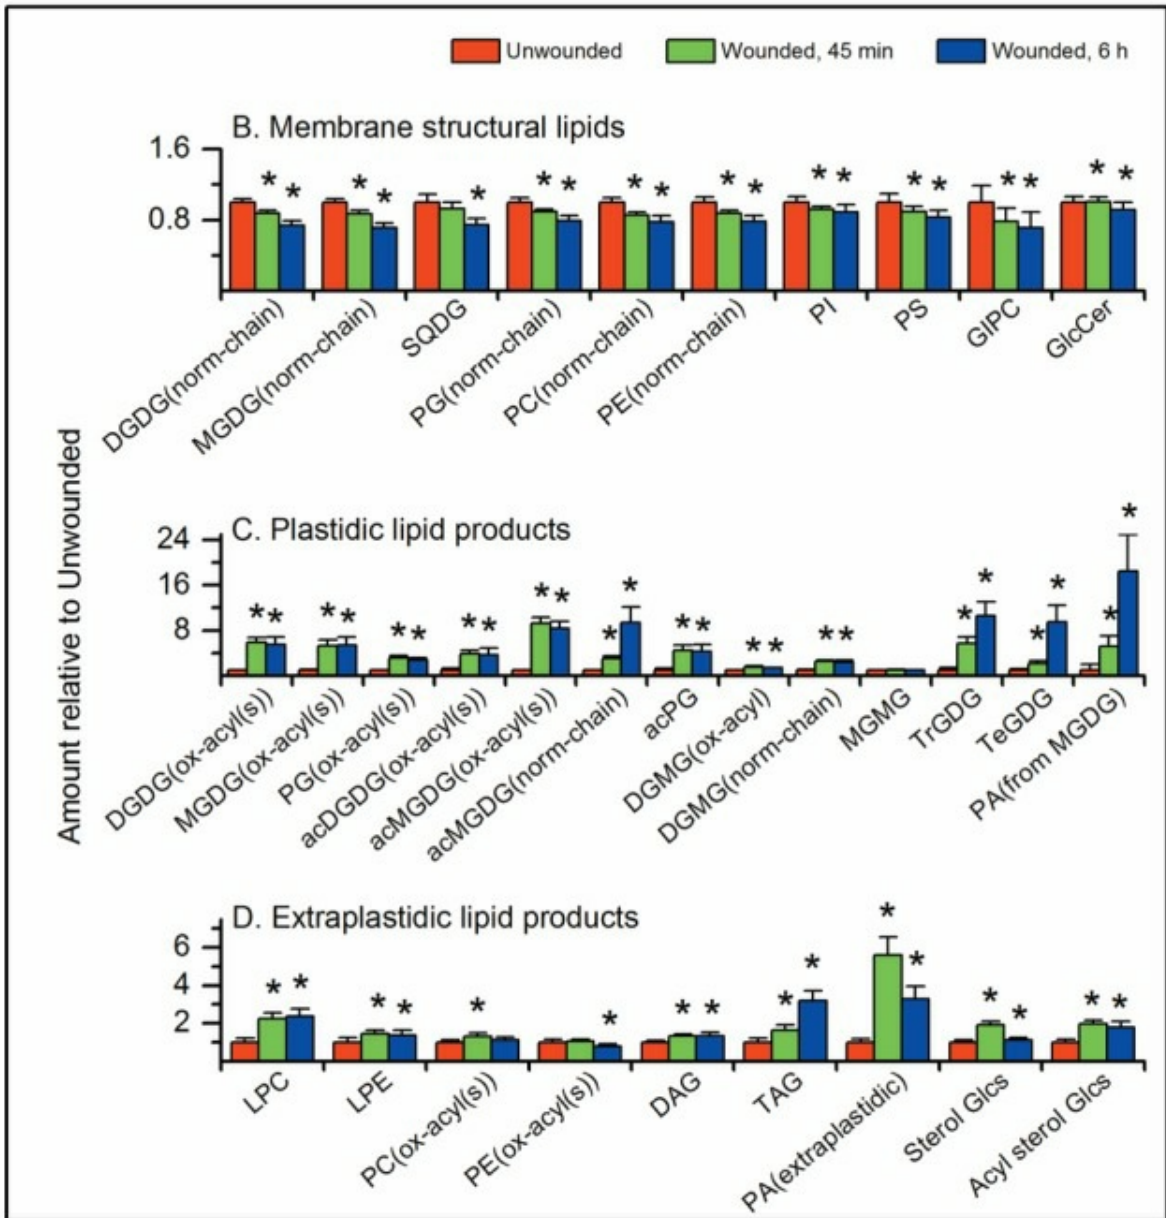 Unwounded Wounded, 45 min Wounded, 6 h
B. Membrane structural lipids
1.6
0.8
* * * * * * * * * * * * * * * * * * *
DGDG(norm-chain) MGDG(norm-chain) SQDG PG(norm-chain) PC(norm-chain) PE(norm-chain) PI PS GIPC GlcCer
Amount relative to Unwounded
C. Plastidic lipid products
24
16
8
* * * * * * * * * * * * * * * * * * * * * * * *
DGDG(ox-acyl(s)) MGDG(ox-acyl(s)) PG(ox-acyl(s)) acDGDG(ox-acyl(s)) acMGDG(ox-acyl(s)) acMGDG(norm-chain) acPG DGMG(ox-acyl) DGMG(norm-chain) MGMG TrGDG TeGDG PA(from MGDG)
D. Extraplastidic lipid products
6
4
2
* * * * * * * * * * * * * * * *
LPC LPE PC(ox-acyl(s)) PE(ox-acyl(s)) DAG TAG PA(extraplastidic) Sterol Glcs Acyl sterol Glcs